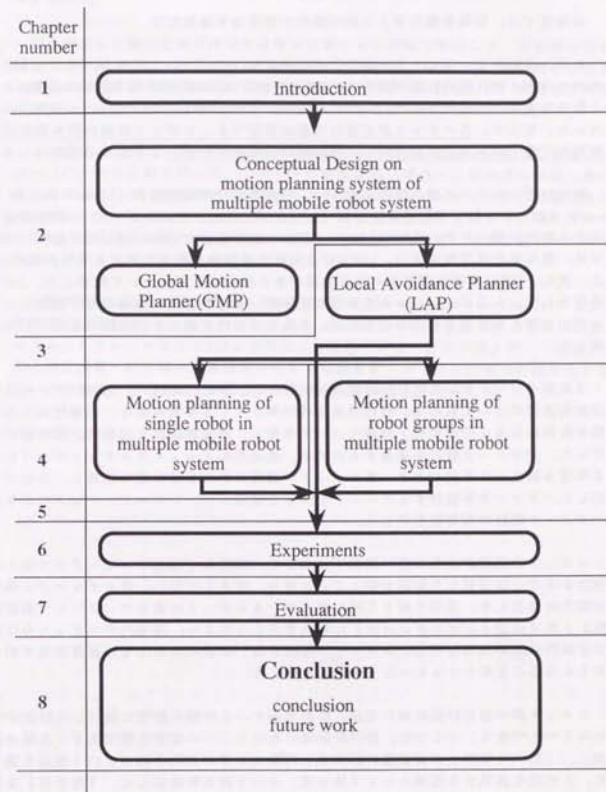 Chapter
number
1
Introduction
Conceptual Design on
motion planning system of
multiple mobile robot system
2
Global Motion
Planner(GMP)
Local Avoidance Planner
(LAP)
3
Motion planning of
single robot in
multiple mobile robot
system
Motion planning of
robot groups in
multiple mobile robot
system
4
5
6
Experiments
7
Evaluation
Conclusion
8
conclusion
future work